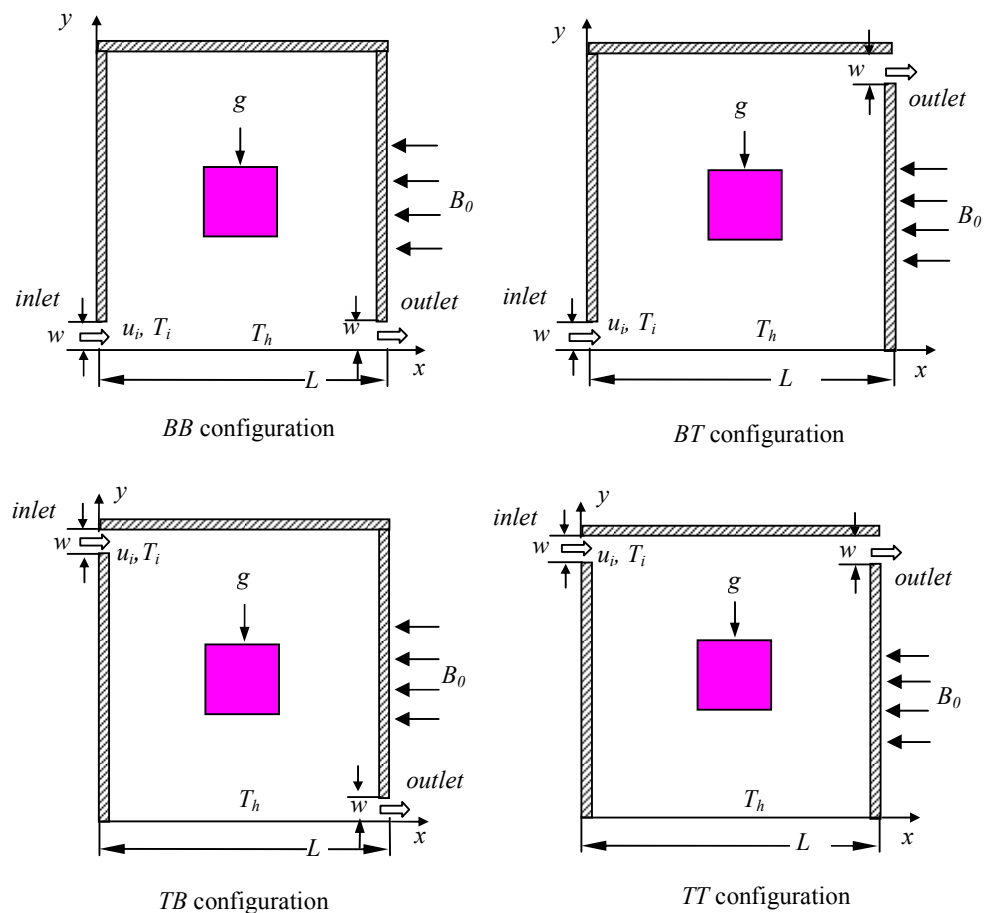 y
g
B0
inlet
outlet
w
ui, Ti
Th
w
x
L
BB configuration
y
w
outlet
g
B0
inlet
w
ui, Ti
Th
x
L
BT configuration
y
inlet
w
ui, Ti
g
B0
outlet
Th
w
x
L
TB configuration
y
inlet
w
ui, Ti
w
outlet
g
B0
Th
x
L
TT configuration